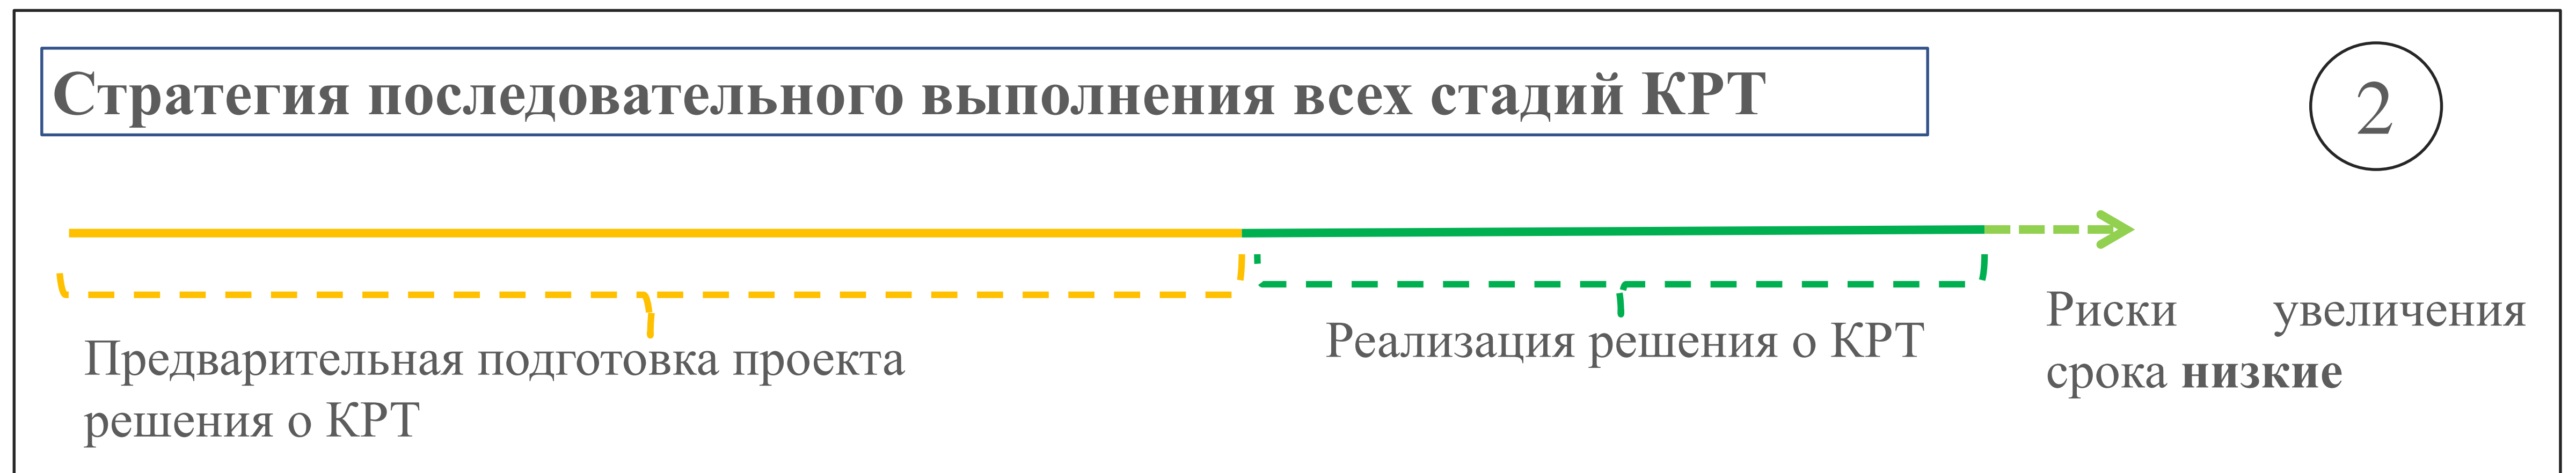 Стратегия последовательного выполнения всех стадий КРТ
2
Предварительная подготовка проекта
решения о КРТ
Реализация решения о КРТ
Риски увеличения
срока низкие